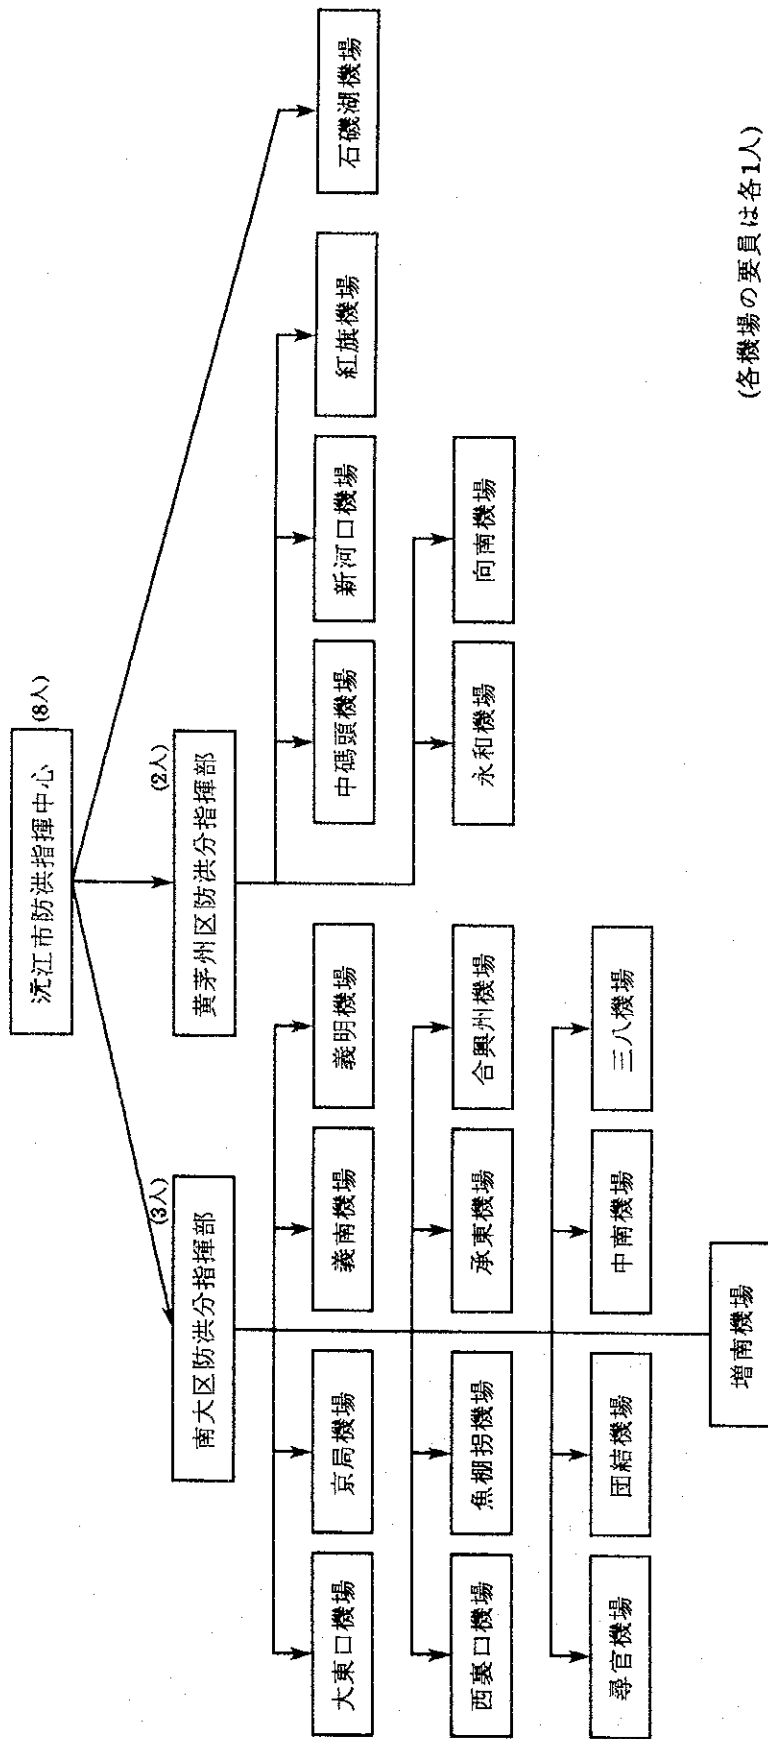 沅江市防洪指揮中心
(8人)
南大区防洪分指揮部
(3人)
黄茅州区防洪分指揮部
(2人)
大東口機場
京局機場
義南機場
義明機場
中碼頭機場
新河口機場
紅旗機場
石磯湖機場
西裏口機場
魚棚拐機場
承東機場
合興州機場
永和機場
向南機場
尋官機場
団結機場
中南機場
三八機場
増南機場
(各機場の要員は各1人)